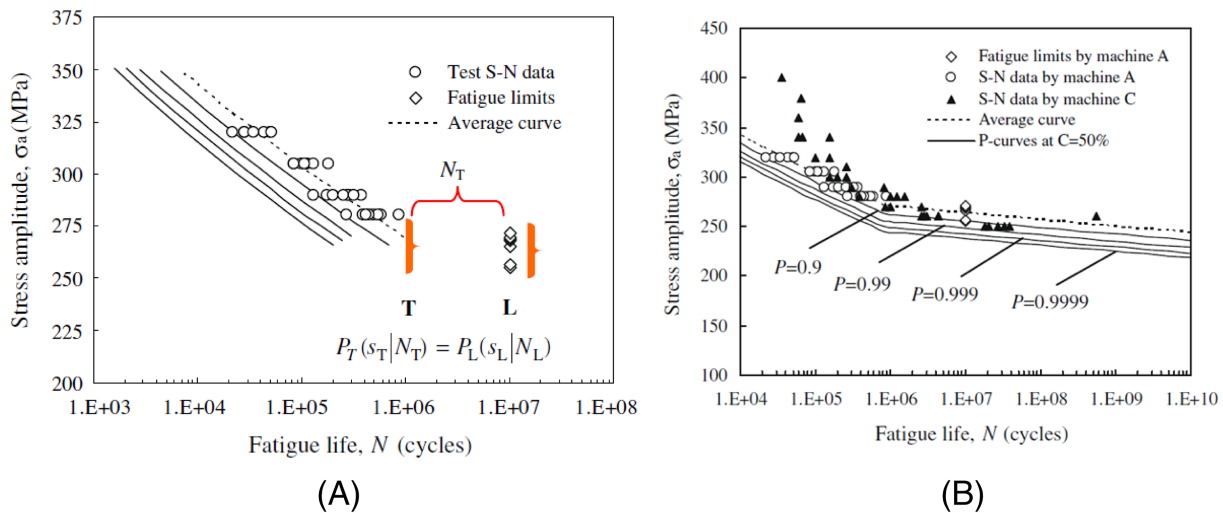 375
350
325
300
275
250
225
200
Stress amplitude, σa (MPa)
Test S-N data
Fatigue limits
Average curve
NT
T
L
PT(sT|NT) = PL(sL|NL)
1.E+03 1.E+04 1.E+05 1.E+06 1.E+07 1.E+08
Fatigue life, N (cycles)
(A)
450
400
350
300
250
200
150
100
Stress amplitude, σa (MPa)
Fatigue limits by machine A
S-N data by machine A
S-N data by machine C
Average curve
P-curves at C=50%
P=0.9
P=0.99
P=0.999
P=0.9999
1.E+04 1.E+05 1.E+06 1.E+07 1.E+08 1.E+09 1.E+10
Fatigue life, N (cycles)
(B)